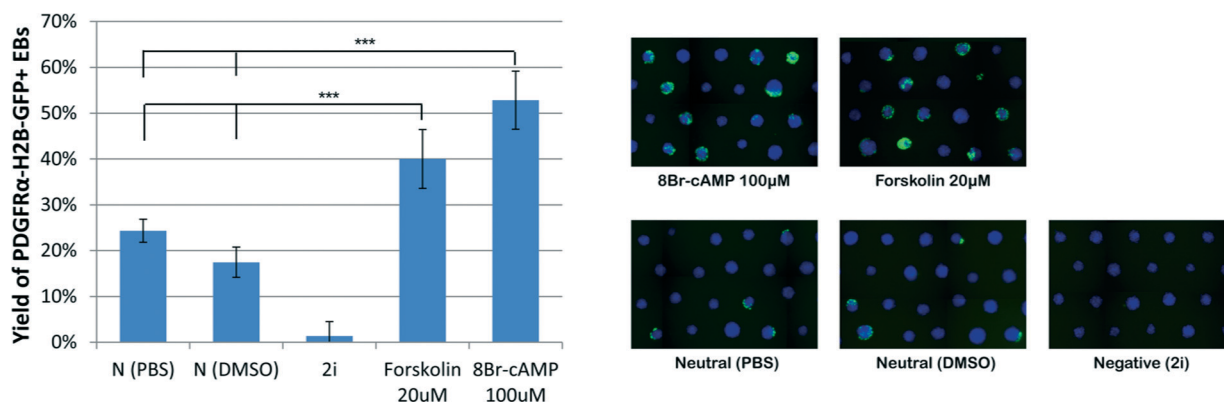 Yield of PDGFRα-H2B-GFP+ EBs
70%
60%
50%
40%
30%
20%
10%
0%
***
***
N (PBS) N (DMSO) 2i Forskolin 8Br-cAMP
20uM 100uM
8Br-cAMP 100µM Forskolin 20µM
Neutral (PBS) Neutral (DMSO) Negative (2i)